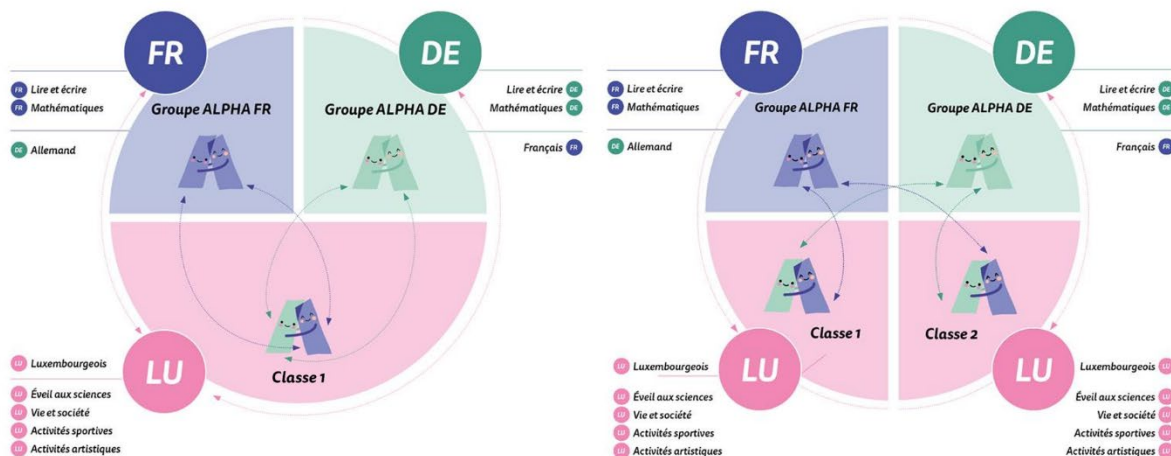 FR
DE
FR Lire et écrire
FR Mathématiques
DE Allemand
Groupe ALPHA FR
Groupe ALPHA DE
Lire et écrire DE
Mathématiques DE
Français FR
Classe 1
LU
LU Luxembourgeois
LU Éveil aux sciences
LU Vie et société
LU Activités sportives
LU Activités artistiques
FR
DE
FR Lire et écrire
FR Mathématiques
DE Allemand
Groupe ALPHA FR
Groupe ALPHA DE
Lire et écrire DE
Mathématiques DE
Français FR
Classe 1
Classe 2
LU
LU
LU Luxembourgeois
LU Éveil aux sciences
LU Vie et société
LU Activités sportives
LU Activités artistiques
Luxembourgeois LU
Éveil aux sciences LU
Vie et société LU
Activités sportives LU
Activités artistiques LU